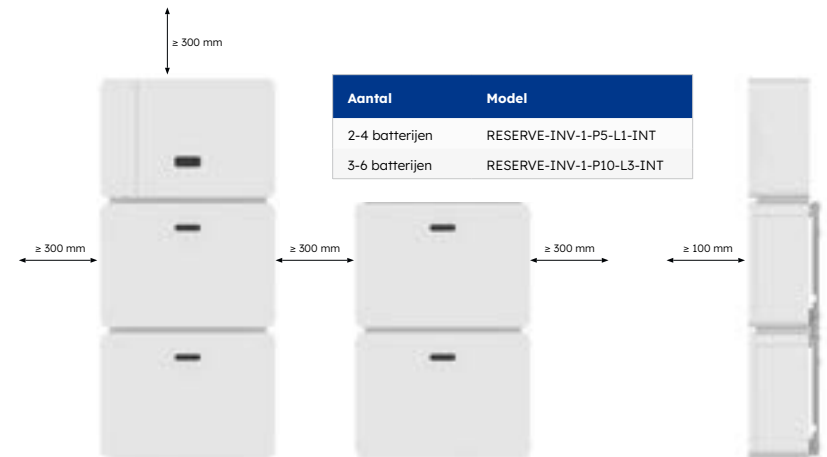 ≥ 300 mm
Aantal Model
2-4 batterijen RESERVE-INV-1-P5-L1-INT
3-6 batterijen RESERVE-INV-1-P10-L3-INT
≥ 300 mm ≥ 300 mm ≥ 300 mm ≥ 100 mm